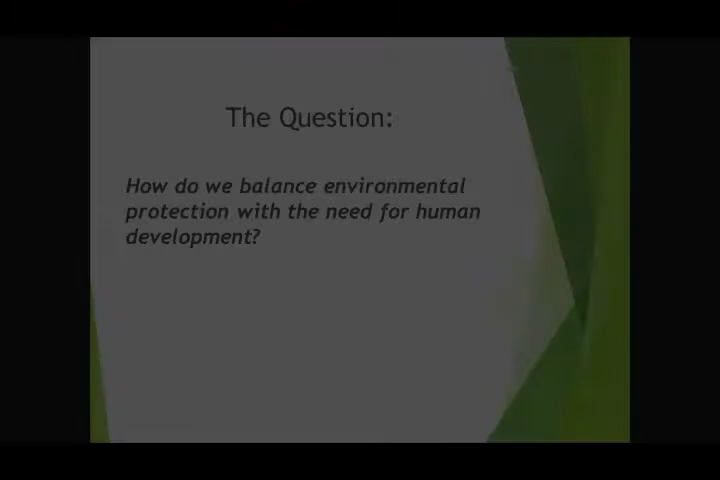 The Question:
How do we balance environmental
protection with the need for human
development?